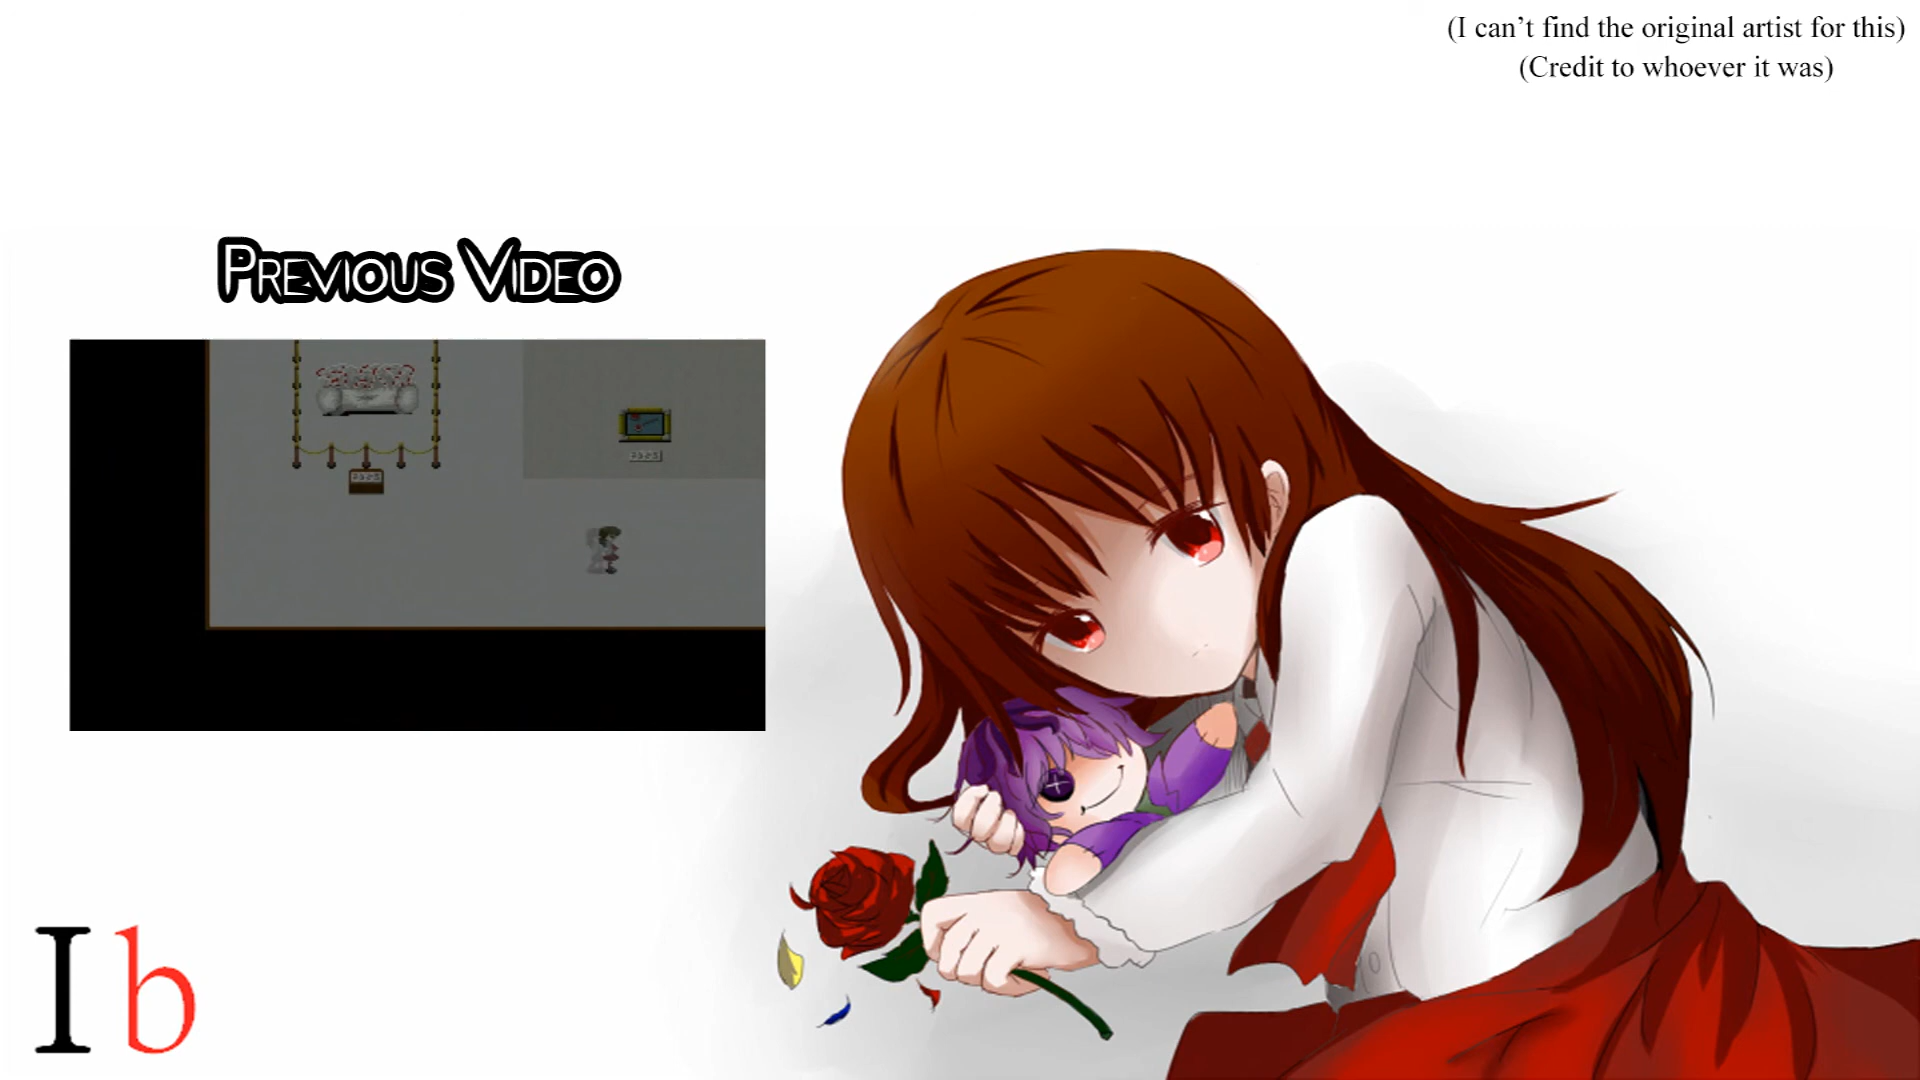 (I can’t find the original artist for this)
(Credit to whoever it was)
Previous Video
Ib